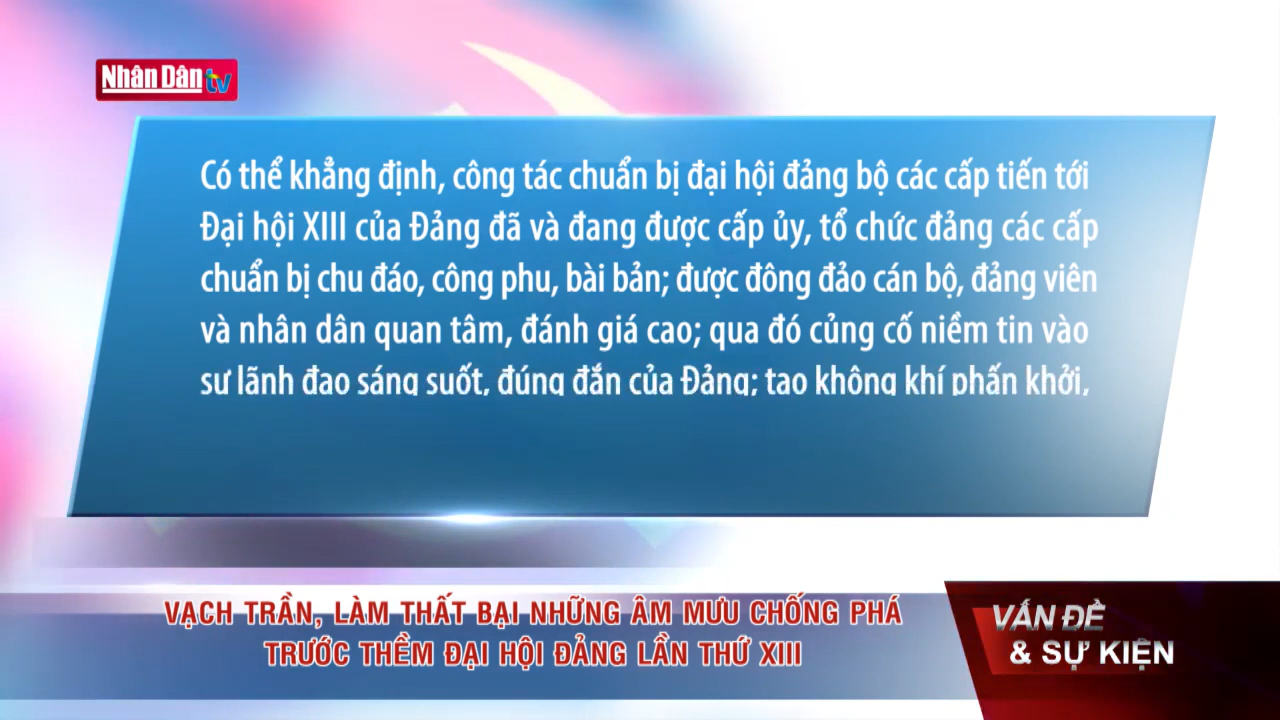 Nhân Dân tv
Có thể khẳng định, công tác chuẩn bị đại hội đảng bộ các cấp tiến tới
Đại hội XIII của Đảng đã và đang được cấp ủy, tổ chức đảng các cấp
chuẩn bị chu đáo, công phu, bài bản; được đông đảo cán bộ, đảng viên
và nhân dân quan tâm, đánh giá cao; qua đó củng cố niềm tin vào
sự lãnh đạo sáng suốt, đúng đắn của Đảng; tạo không khí phấn khởi,
VẠCH TRẦN, LÀM THẤT BẠI NHỮNG ÂM MƯU CHỐNG PHÁ
TRƯỚC THỀM ĐẠI HỘI ĐẢNG LẦN THỨ XIII
VẤN ĐỀ
& SỰ KIỆN